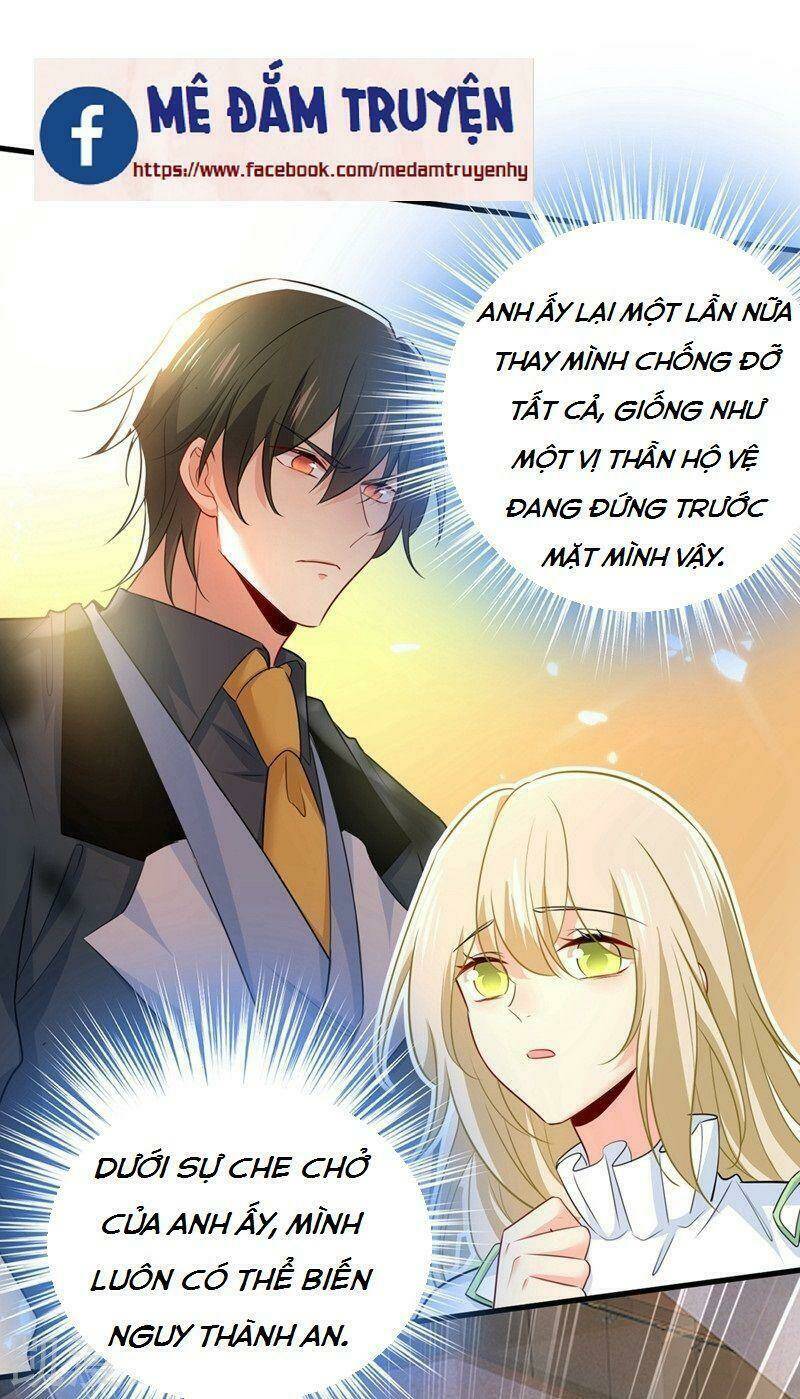 MÊ ĐẮM TRUYỆN
https://www.facebook.com/medamtruyenhy
ANH ẤY LẠI MỘT LẦN NỮA
THAY MÌNH CHỐNG ĐỠ
TẤT CẢ, GIỐNG NHƯ
MỘT VỊ THẦN HỘ VỆ
ĐANG ĐỨNG TRƯỚC
MẶT MÌNH VẬY.
DƯỚI SỰ CHE CHỞ
CỦA ANH ẤY, MÌNH
LUÔN CÓ THỂ BIẾN
NGUY THÀNH AN.